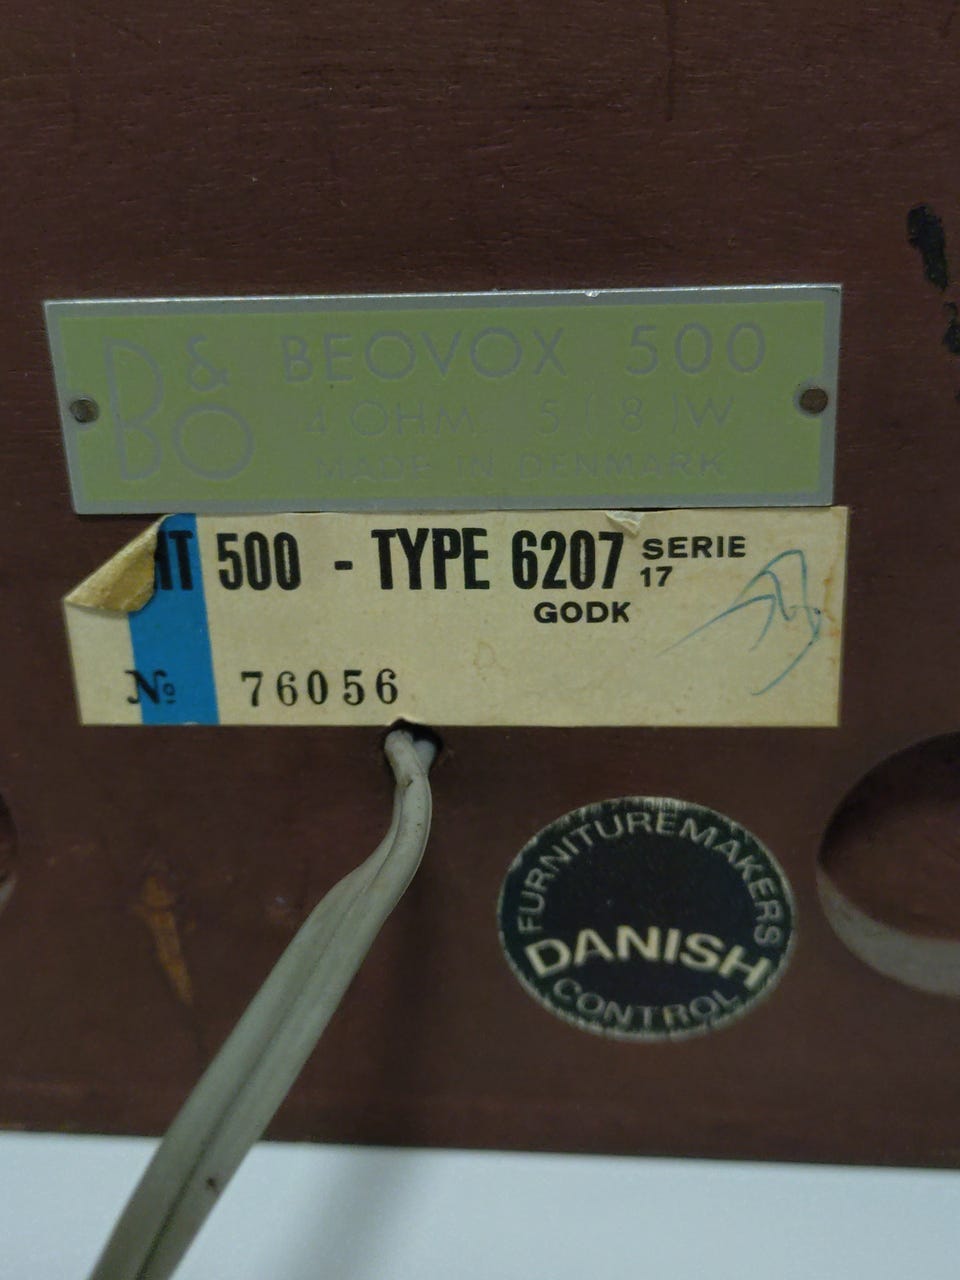 B&O BEOVOX 500
4 OHM 5 (8)W
MADE IN DENMARK
500 - TYPE 6207 SERIE 17
GODK
№ 76056
FURNITUREMAKERS
DANISH
CONTROL